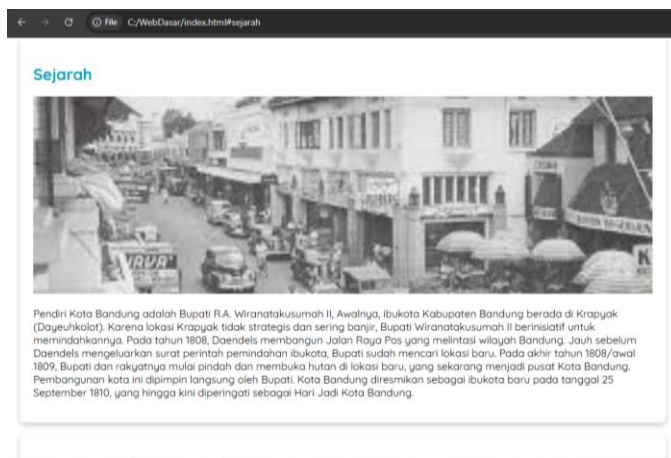 File C:/WebDasar/index.html#sejarah
Sejarah
JAVA
Pendiri Kota Bandung adalah Bupati R.A. Wiranatakusumah II, Awalnya, ibukota Kabupaten Bandung berada di Krapyak
(Dayeuhkolot). Karena lokasi Krapyak tidak strategis dan sering banjir, Bupati Wiranatakusumah II berinisiatif untuk
memindahkannya. Pada tahun 1808, Daendels membangun Jalan Raya Pos yang melintasi wilayah Bandung. Jauh sebelum
Daendels mengeluarkan surat perintah pemindahan ibukota, Bupati sudah mencari lokasi baru. Pada akhir tahun 1808/awal
1809, Bupati dan rakyatnya mulai pindah dan membuka hutan di lokasi baru, yang sekarang menjadi pusat Kota Bandung.
Pembangunan kota ini dipimpin langsung oleh Bupati. Kota Bandung diresmikan sebagai ibukota baru pada tanggal 25
September 1810, yang hingga kini diperingati sebagai Hari Jadi Kota Bandung.